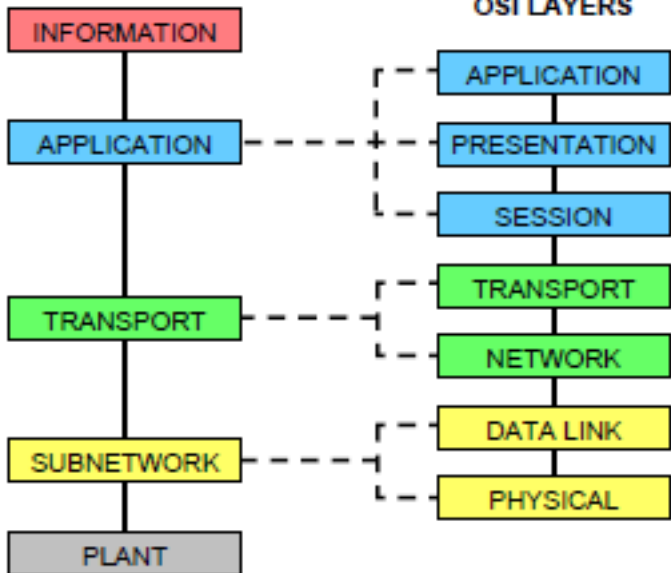 OSI LAYERS
INFORMATION
APPLICATION
TRANSPORT
SUBNETWORK
PLANT
APPLICATION
PRESENTATION
SESSION
TRANSPORT
NETWORK
DATA LINK
PHYSICAL